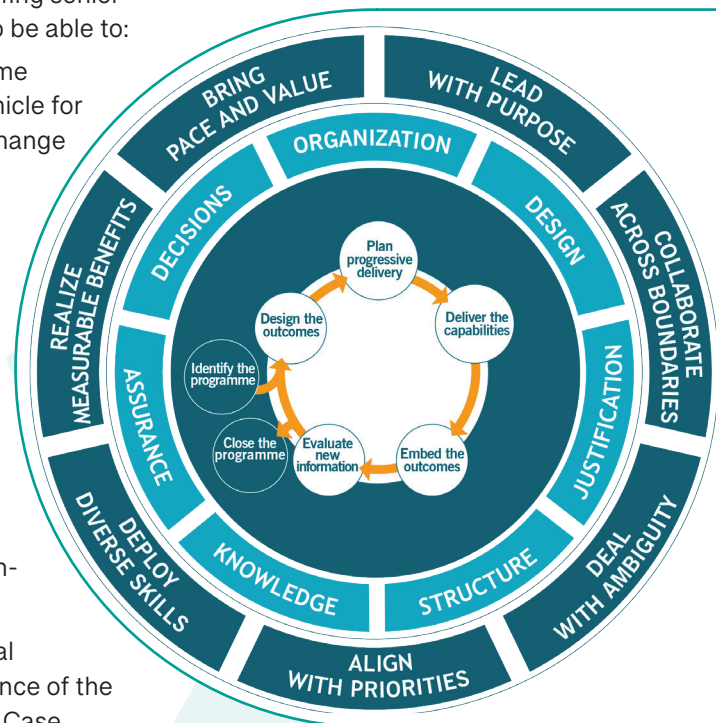 ming senior
o be able to:
me
hicle for
hange
n-
al
nce of the
Case
BRING
PACE AND VALUE
LEAD
WITH PURPOSE
COLLABORATE
ACROSS BOUNDARIES
DEAL
WITH AMBIGUITY
ALIGN
WITH PRIORITIES
DEPLOY
DIVERSE SKILLS
REALIZE
MEASURABLE BENEFITS
ORGANIZATION
DESIGN
JUSTIFICATION
STRUCTURE
KNOWLEDGE
ASSURANCE
DECISIONS
Plan
progressive
delivery
Deliver the
capabilities
Embed the
outcomes
Evaluate
new
information
Close the
programme
Identify the
programme
Design the
outcomes